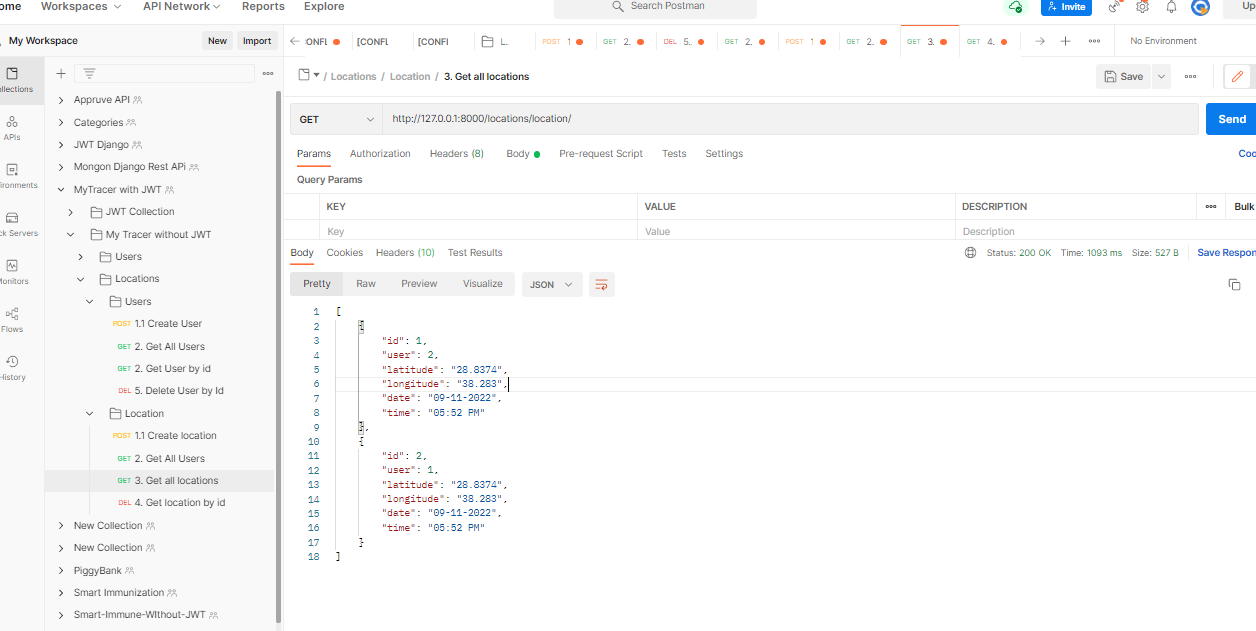 ome Workspaces API Network Reports Explore Search Postman Invite Up
My Workspace New Import
CONFL [CONFL [CONFI L.. POST 1 GET 2. DEL 5.. GET 2. POST 1 GET 2. GET 3. GET 4. No Environment
/ Locations / Location / 3. Get all locations Save
GET http://127.0.0.1:8000/locations/location/ Send
Params Authorization Headers (8) Body Pre-request Script Tests Settings Coo
Query Params
KEY VALUE DESCRIPTION Bulk
Key Value Description
Body Cookies Headers (10) Test Results Status: 200 OK Time: 1093 ms Size: 527 B Save Respon
Pretty Raw Preview Visualize JSON
llections
APIs
ironments
ck Servers
onitors
Flows
History
Appruve API
Categories
JWT Django
Mongon Django Rest APi
MyTracer with JWT
JWT Collection
My Tracer without JWT
Users
Locations
Users
POST 1.1 Create User
GET 2. Get All Users
GET 2. Get User by id
DEL 5. Delete User by Id
Location
POST 1.1 Create location
GET 2. Get All Users
GET 3. Get all locations
DEL 4. Get location by id
New Collection
New Collection
PiggyBank
Smart Immunization
Smart-Immune-WIthout-JWT
1 [
2 {
3 "id": 1,
4 "user": 2,
5 "latitude": "28.8374",
6 "longitude": "38.283",
7 "date": "09-11-2022",
8 "time": "05:52 PM"
9 },
10 {
11 "id": 2,
12 "user": 1,
13 "latitude": "28.8374",
14 "longitude": "38.283",
15 "date": "09-11-2022",
16 "time": "05:52 PM"
17 }
18 ]